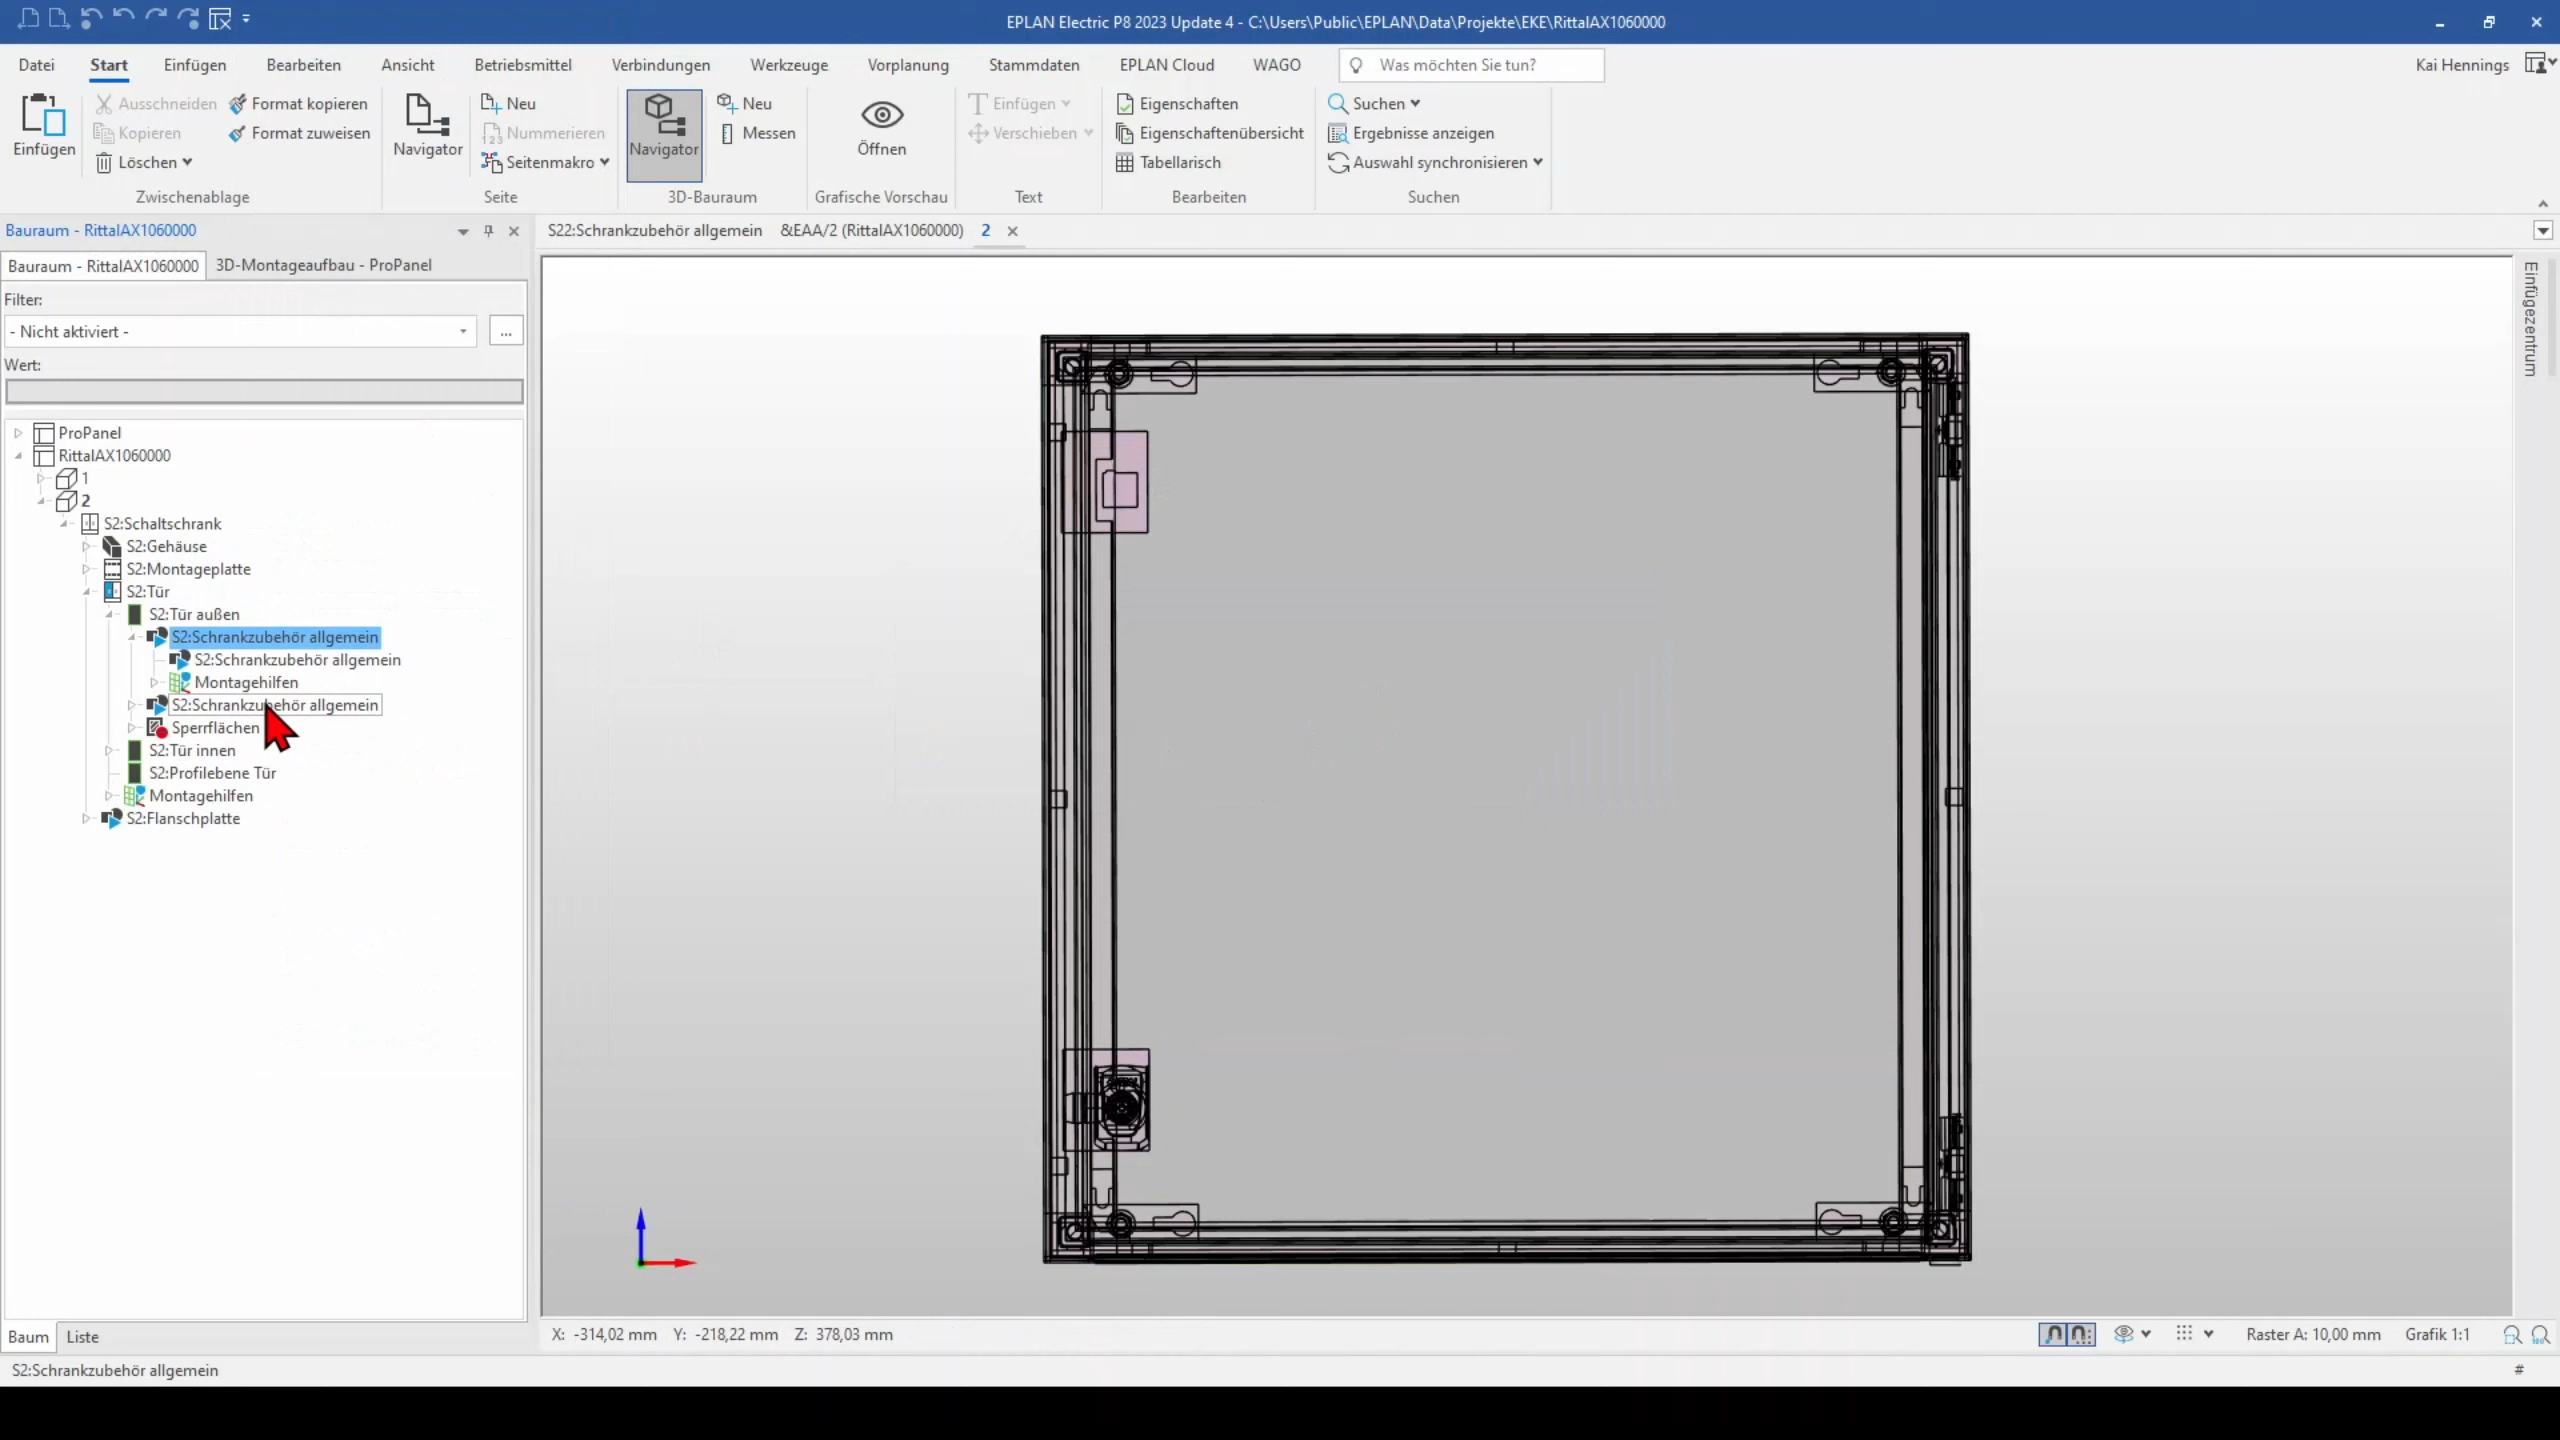 EPLAN Electric P8 2023 Update 4 - C:\Users\Public\EPLAN\Data\Projekte\EKE\RittalAX1060000
Datei Start Einfügen Bearbeiten Ansicht Betriebsmittel Verbindungen Werkzeuge Vorplanung Stammdaten EPLAN Cloud WAGO Was möchten Sie tun? Kai Hennings
Einfügen
Ausschneiden
Kopieren
Löschen
Format kopieren
Format zuweisen
Zwischenablage
Navigator
Neu
Nummerieren
Seitenmakro
Seite
Navigator
Neu
Messen
3D-Bauraum
Öffnen
Grafische Vorschau
Einfügen
Verschieben
Text
Eigenschaften
Eigenschaftenübersicht
Tabellarisch
Bearbeiten
Suchen
Ergebnisse anzeigen
Auswahl synchronisieren
Suchen
Bauraum - RittalAX1060000
Bauraum - RittalAX1060000 3D-Montageaufbau - ProPanel
Filter:
- Nicht aktiviert -
...
Wert:
ProPanel
RittalAX1060000
1
2
S2:Schaltschrank
S2:Gehäuse
S2:Montageplatte
S2:Tür
S2:Tür außen
S2:Schrankzubehör allgemein
S2:Schrankzubehör allgemein
Montagehilfen
S2:Schrankzubehör allgemein
Sperrflächen
S2:Tür innen
S2:Profilebene Tür
Montagehilfen
S2:Flanschplatte
Baum Liste
S22:Schrankzubehör allgemein &EAA/2 (RittalAX1060000) 2
Einfügezentrum
X: -314,02 mm Y: -218,22 mm Z: 378,03 mm
Raster A: 10,00 mm Grafik 1:1
S2:Schrankzubehör allgemein
#